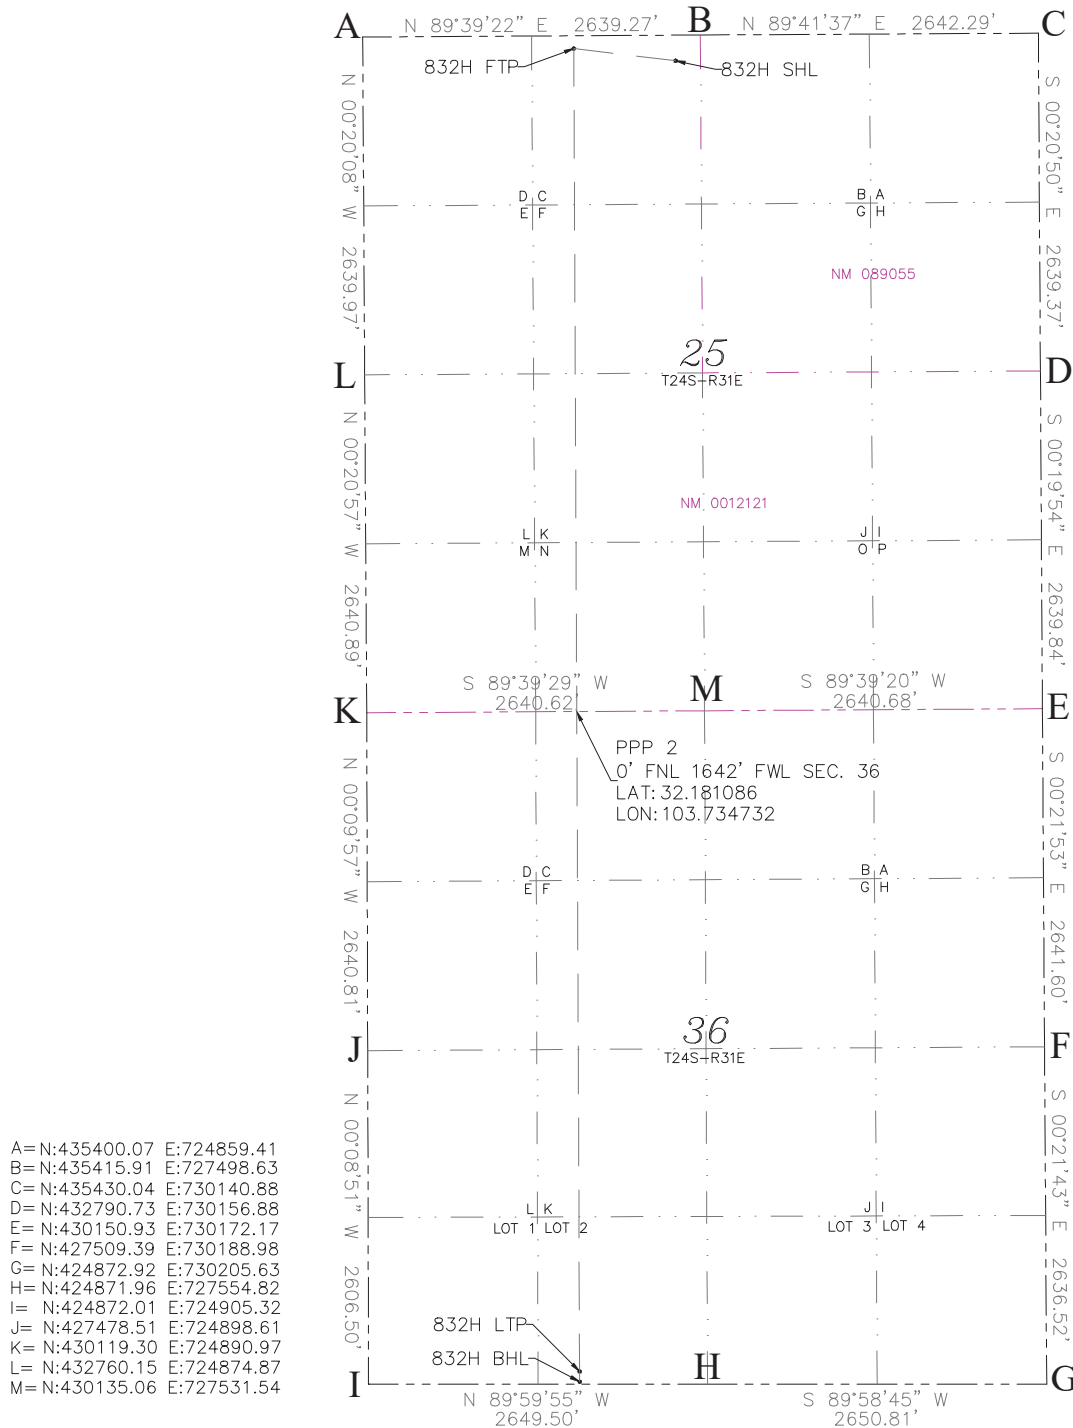 A N 89°39'22" E 2639.27' B N 89°41'37" E 2642.29' C
832H FTP
832H SHL
N 00°20'08" W 2639.97'
S 00°20'50" E 2639.37'
D C
E F
B A
G H
NM 089055
25
T24S-R31E
L
D
N 00°20'57" W 2640.89'
S 00°19'54" E 2639.84'
NM 0012121
L K
M N
J I
O P
S 89°39'29" W
2640.62'
M
S 89°39'20" W
2640.68'
K
E
PPP 2
0' FNL 1642' FWL SEC. 36
LAT: 32.181086
LON: 103.734732
N 00°09'57" W 2640.81'
S 00°21'53" E 2641.60'
D C
E F
B A
G H
36
T24S-R31E
J
F
N 00°08'51" W 2606.50'
S 00°21'43" E 2636.52'
L K
LOT 1 LOT 2
J I
LOT 3 LOT 4
832H LTP
832H BHL
I
H
G
N 89°59'55" W
2649.50'
S 89°58'45" W
2650.81'
A= N:435400.07 E:724859.41
B= N:435415.91 E:727498.63
C= N:435430.04 E:730140.88
D= N:432790.73 E:730156.88
E= N:430150.93 E:730172.17
F= N:427509.39 E:730188.98
G= N:424872.92 E:730205.63
H= N:424871.96 E:727554.82
I= N:424872.01 E:724905.32
J= N:427478.51 E:724898.61
K= N:430119.30 E:724890.97
L= N:432760.15 E:724874.87
M= N:430135.06 E:727531.54